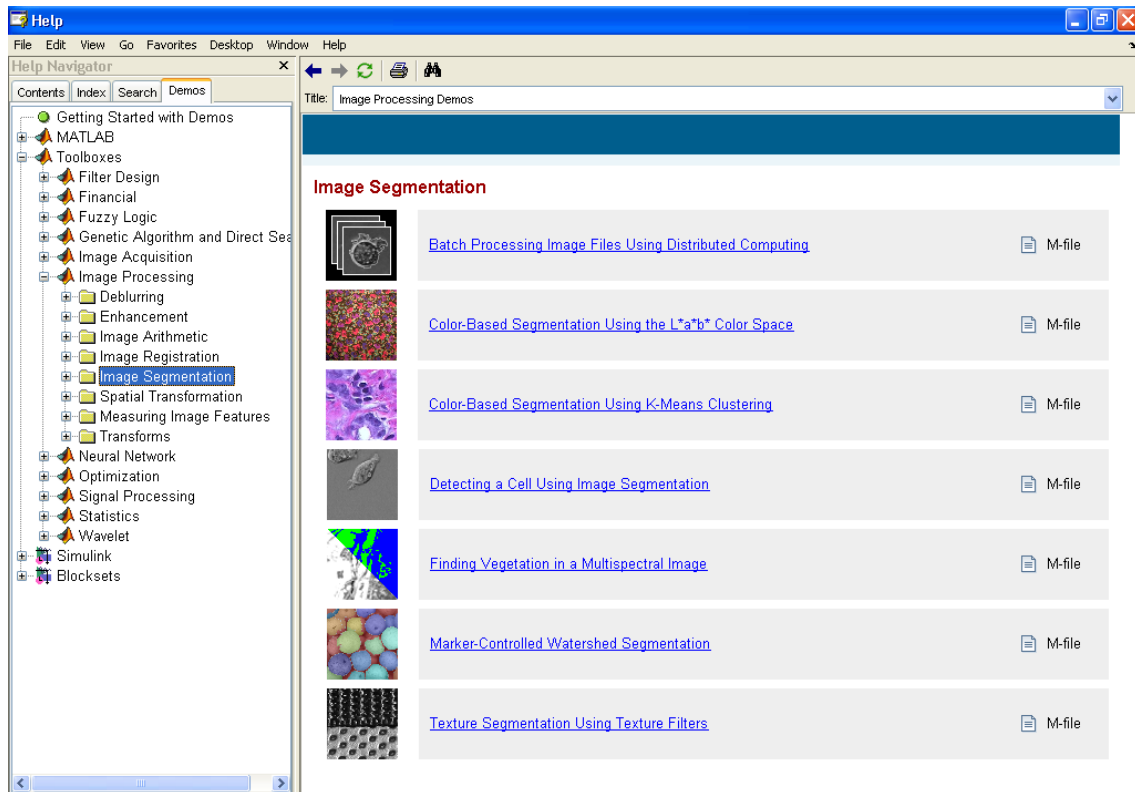 Help
File Edit View Go Favorites Desktop Window Help
Help Navigator
Contents Index Search Demos
Getting Started with Demos
MATLAB
Toolboxes
Filter Design
Financial
Fuzzy Logic
Genetic Algorithm and Direct Sea
Image Acquisition
Image Processing
Deblurring
Enhancement
Image Arithmetic
Image Registration
Image Segmentation
Spatial Transformation
Measuring Image Features
Transforms
Neural Network
Optimization
Signal Processing
Statistics
Wavelet
Simulink
Blocksets
Title: Image Processing Demos
Image Segmentation
Batch Processing Image Files Using Distributed Computing M-file
Color-Based Segmentation Using the L*a*b* Color Space M-file
Color-Based Segmentation Using K-Means Clustering M-file
Detecting a Cell Using Image Segmentation M-file
Finding Vegetation in a Multispectral Image M-file
Marker-Controlled Watershed Segmentation M-file
Texture Segmentation Using Texture Filters M-file